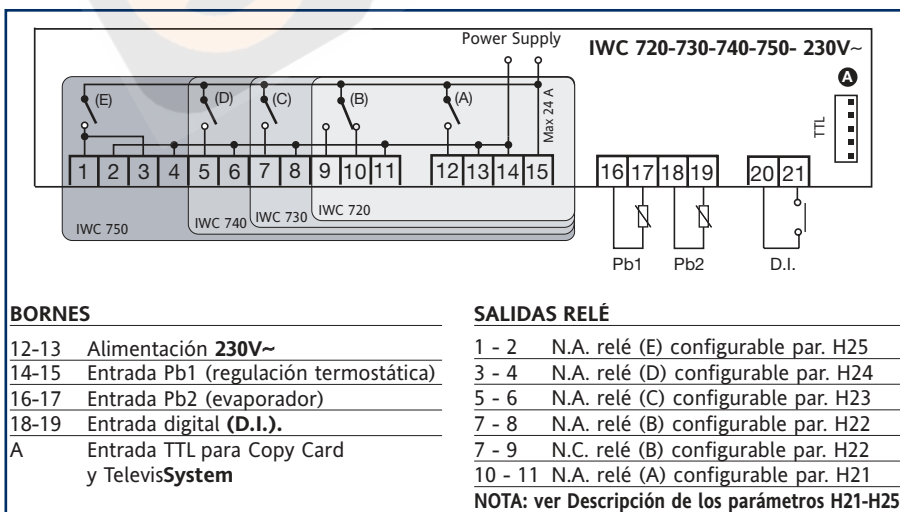 Power Supply
IWC 720-730-740-750- 230V~
A
(E)
(D)
(C)
(B)
(A)
Max 24 A
TTL
1 2 3 4 5 6 7 8 9 10 11 12 13 14 15 16 17 18 19 20 21
IWC 750
IWC 740
IWC 730
IWC 720
Pb1
Pb2
D.I.
BORNES
12-13 Alimentación 230V~
14-15 Entrada Pb1 (regulación termostática)
16-17 Entrada Pb2 (evaporador)
18-19 Entrada digital (D.I.).
A Entrada TTL para Copy Card
y TelevisSystem
SALIDAS RELÉ
1 - 2 N.A. relé (E) configurable par. H25
3 - 4 N.A. relé (D) configurable par. H24
5 - 6 N.A. relé (C) configurable par. H23
7 - 8 N.A. relé (B) configurable par. H22
7 - 9 N.C. relé (B) configurable par. H22
10 - 11 N.A. relé (A) configurable par. H21
NOTA: ver Descripción de los parámetros H21-H25